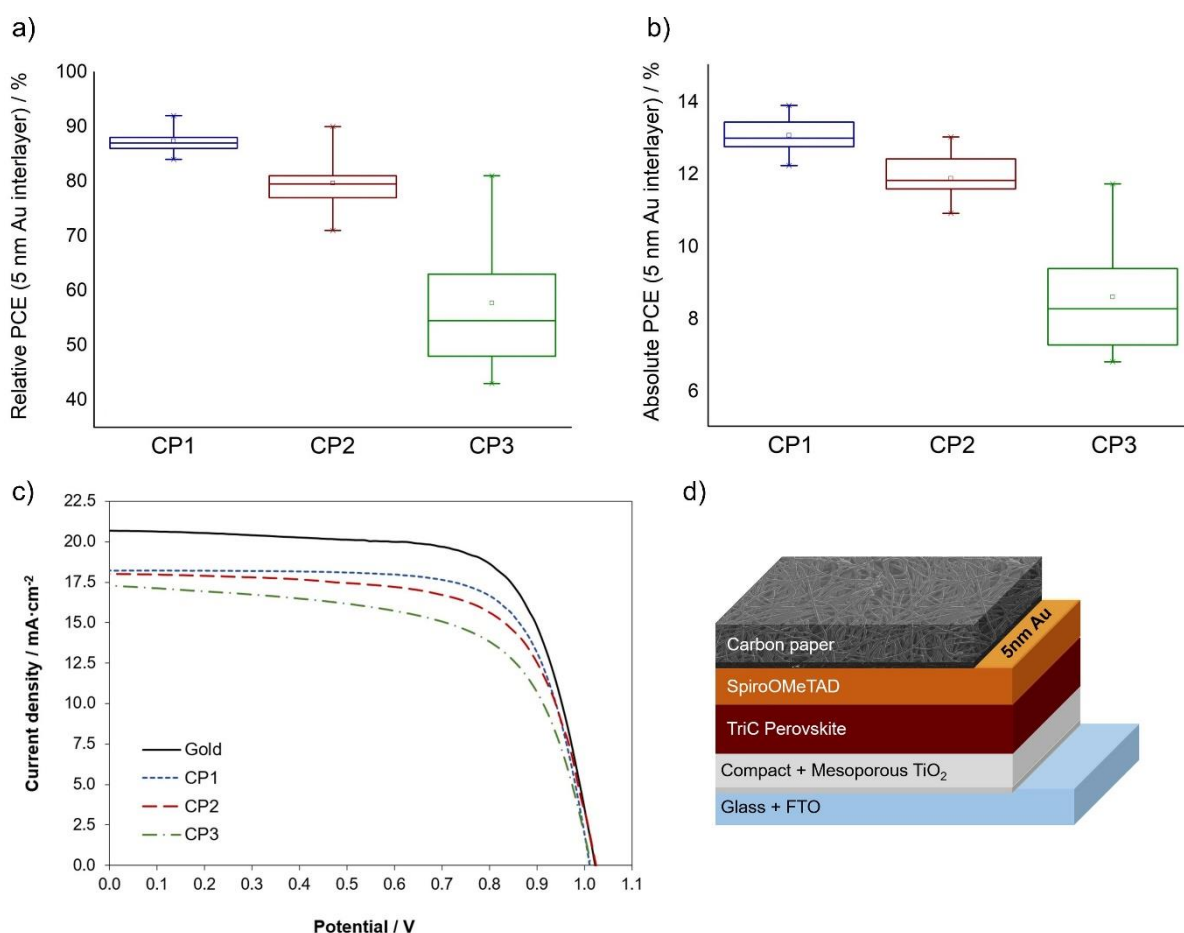 a)
Relative PCE (5 nm Au interlayer) / %
100
90
80
70
60
50
40
CP1
CP2
CP3
b)
Absolute PCE (5 nm Au interlayer) / %
14
12
10
8
6
CP1
CP2
CP3
c)
Current density / mA·cm⁻²
22.5
20.0
17.5
15.0
12.5
10.0
7.5
5.0
2.5
0.0
Gold
CP1
CP2
CP3
0.0 0.1 0.2 0.3 0.4 0.5 0.6 0.7 0.8 0.9 1.0 1.1
Potential / V
d)
5nm Au
Carbon paper
SpiroOMeTAD
TriC Perovskite
Compact + Mesoporous TiO₂
Glass + FTO